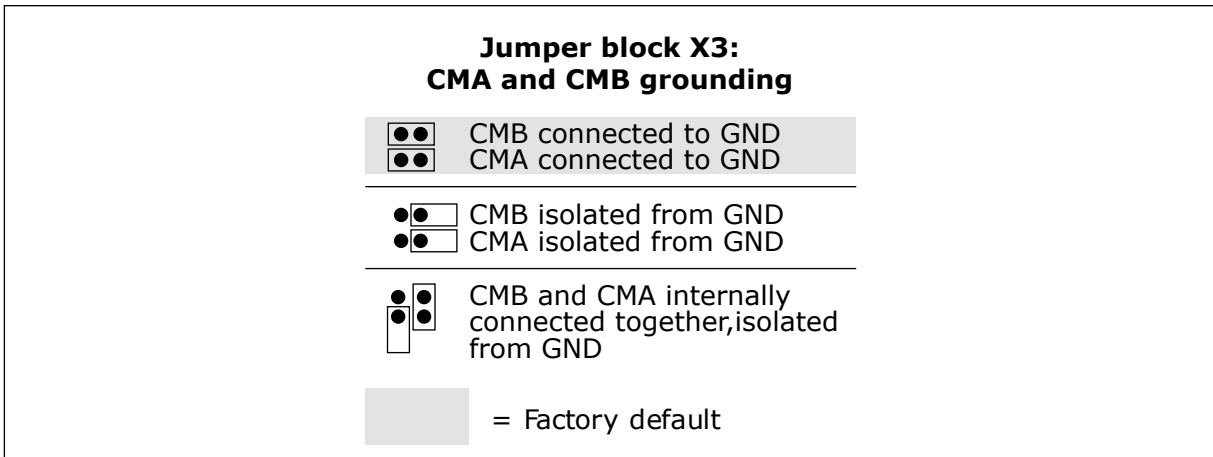 Jumper block X3:
CMA and CMB grounding
CMB connected to GND
CMA connected to GND
CMB isolated from GND
CMA isolated from GND
CMB and CMA internally
connected together,isolated
from GND
= Factory default